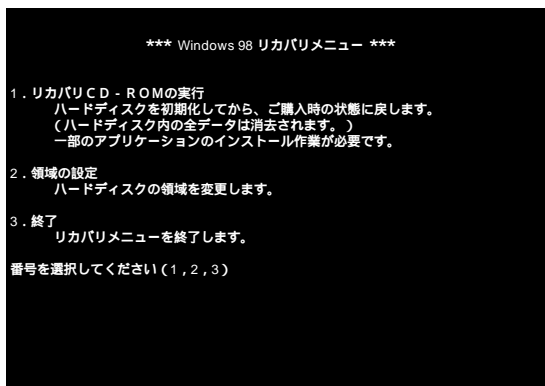 *** Windows 98 リカバリメニュー ***
1．リカバリＣＤ－ＲＯＭの実行
ハードディスクを初期化してから、ご購入時の状態に戻します。
（ハードディスク内の全データは消去されます。）
一部のアプリケーションのインストール作業が必要です。
2．領域の設定
ハードディスクの領域を変更します。
3．終了
リカバリメニューを終了します。
番号を選択してください（1，2，3）